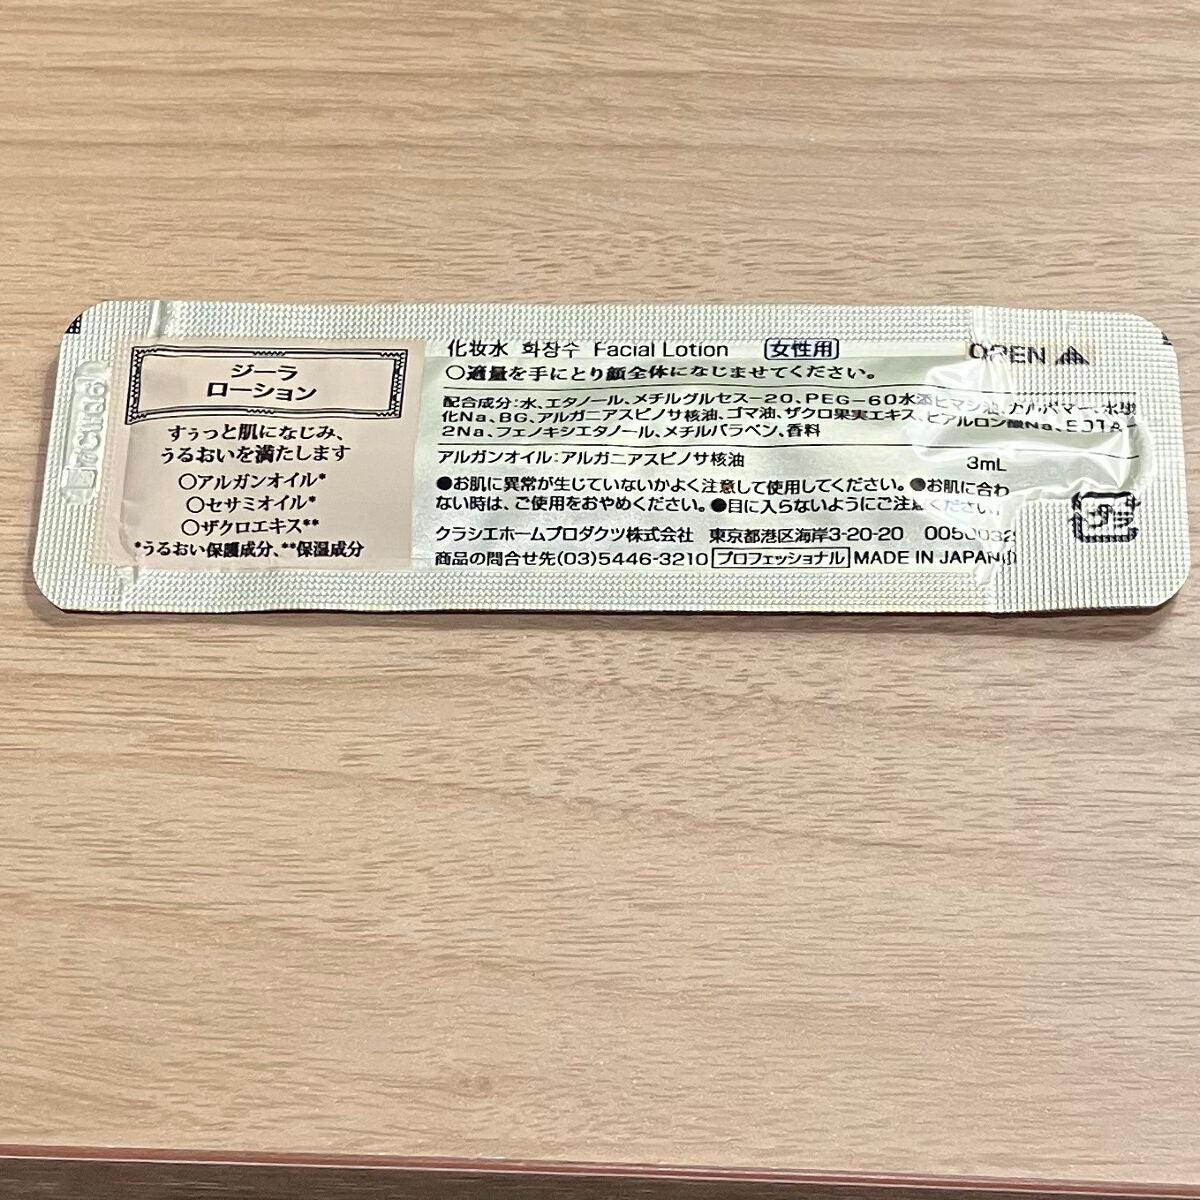 ジーラ
ローション
すぅっと肌になじみ、
うるおいを満たします
○アルガンオイル*
○セサミオイル*
○ザクロエキス**
*うるおい保護成分、**保湿成分
化妆水 화장수 Facial Lotion 女性用
OPEN
○適量を手にとり顔全体になじませてください。
配合成分:水、エタノール、メチルグルセス-20、PEG-60水添ヒマシ油、カルボマー、水酸
化Na、BG、アルガニアスピノサ核油、ゴマ油、ザクロ果実エキス、ヒアルロン酸Na、EDTA-
2Na、フェノキシエタノール、メチルパラベン、香料
アルガンオイル:アルガニアスピノサ核油 3mL
●お肌に異常が生じていないかよく注意して使用してください。●お肌に合わ
ない時は、ご使用をおやめください。●目に入らないようにご注意ください。
クラシエホームプロダクツ株式会社 東京都港区海岸3-20-20
商品の問合せ先(03)5446-3210 プロフェッショナル MADE IN JAPAN
プラ